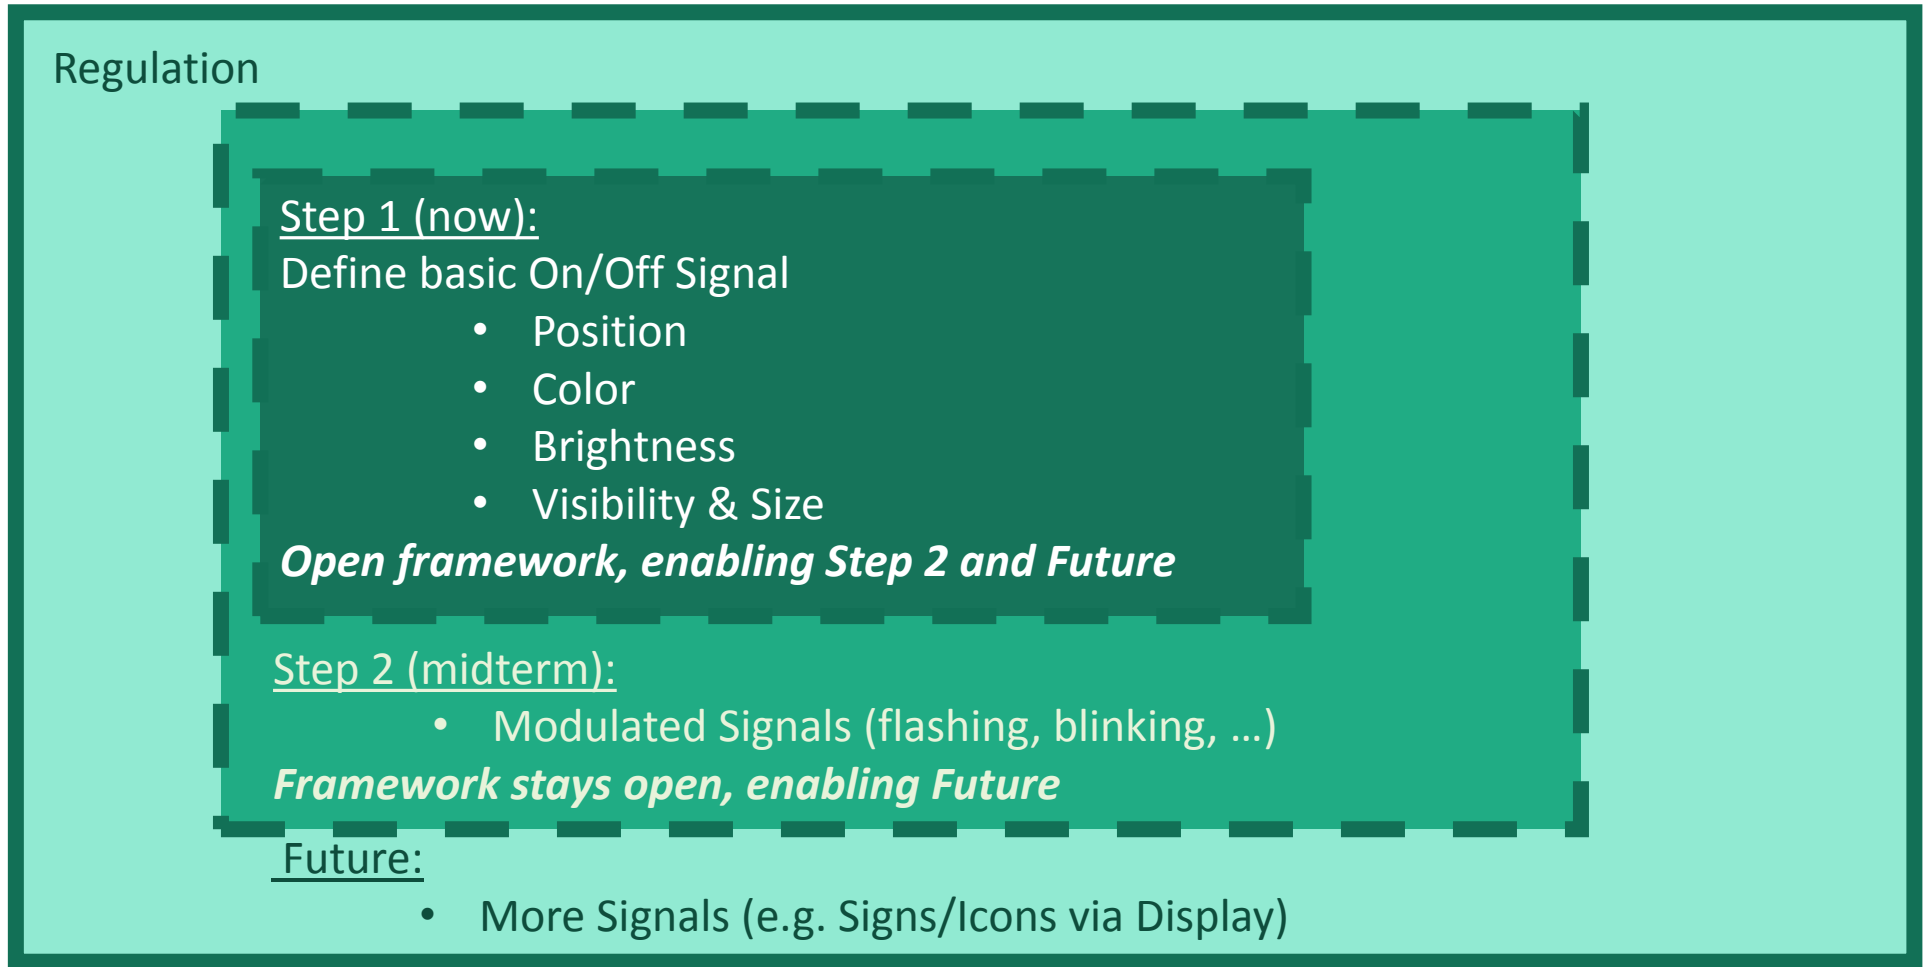 Regulation
Step 1 (now):
Define basic On/Off Signal
• Position
• Color
• Brightness
• Visibility & Size
Open framework, enabling Step 2 and Future
Step 2 (midterm):
• Modulated Signals (flashing, blinking, …)
Framework stays open, enabling Future
Future:
• More Signals (e.g. Signs/Icons via Display)